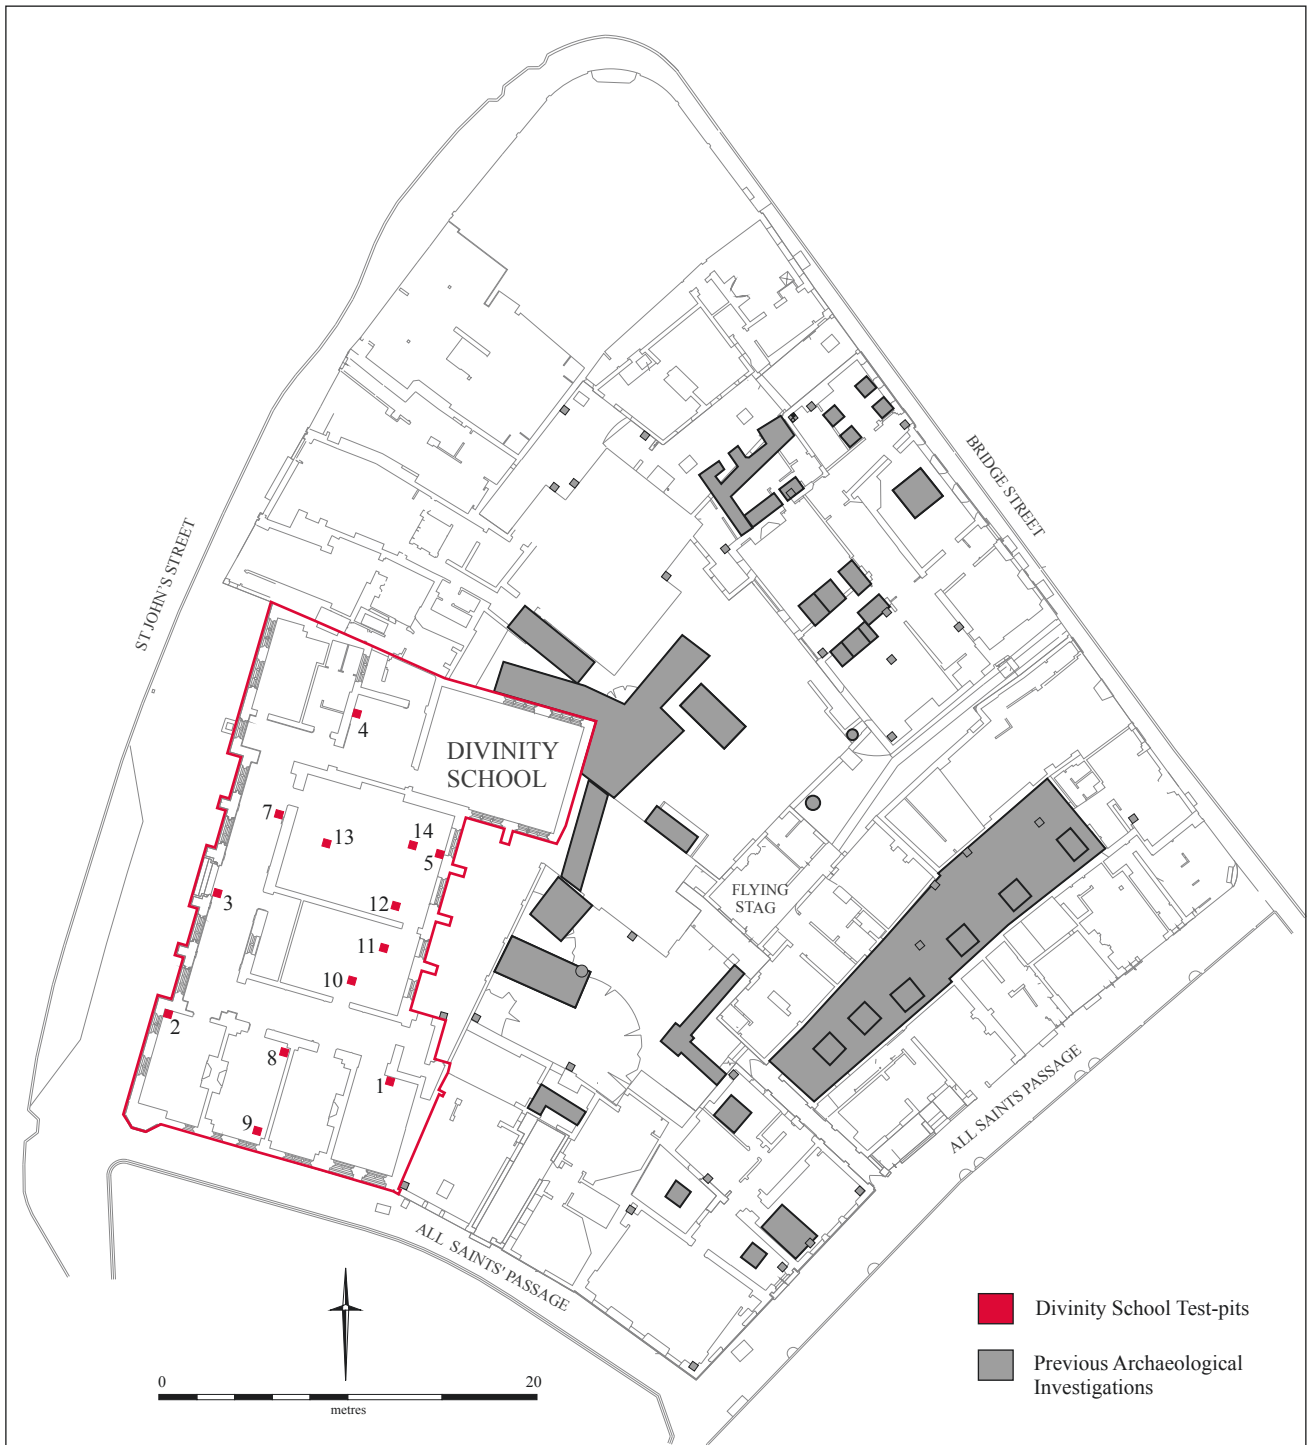 BRIDGE STREET
ST JOHN'S STREET
4
DIVINITY
SCHOOL
7
13
14
5
3
12
FLYING
STAG
11
10
2
8
1
9
ALL SAINTS PASSAGE
ALL SAINTS' PASSAGE
Divinity School Test-pits
Previous Archaeological
Investigations
0
20
metres